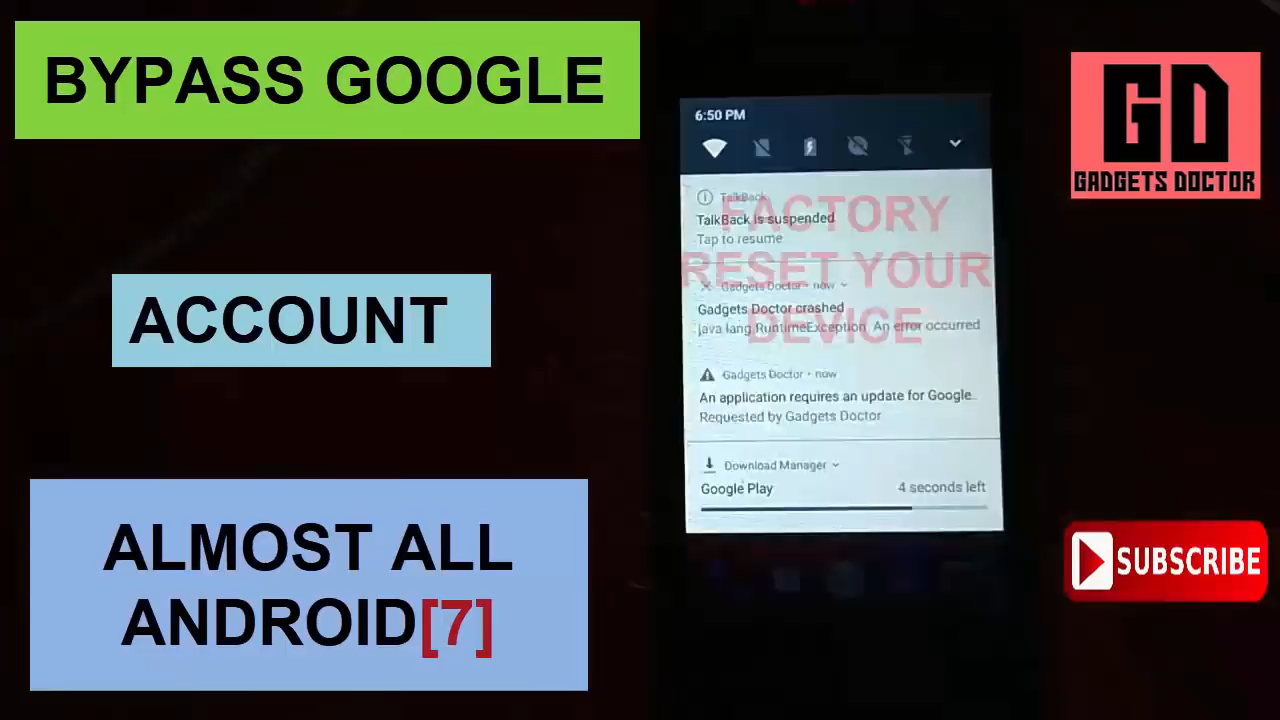 BYPASS GOOGLE
ACCOUNT
ALMOST ALL
ANDROID[7]
6:50 PM
TalkBack
TalkBack is suspended
Tap to resume
FACTORY
RESET YOUR
DEVICE
Gadgets Doctor • now
Gadgets Doctor crashed
java.lang.RuntimeException: An error occurred
Gadgets Doctor • now
An application requires an update for Google..
Requested by Gadgets Doctor
Download Manager
Google Play
4 seconds left
GD
GADGETS DOCTOR
SUBSCRIBE